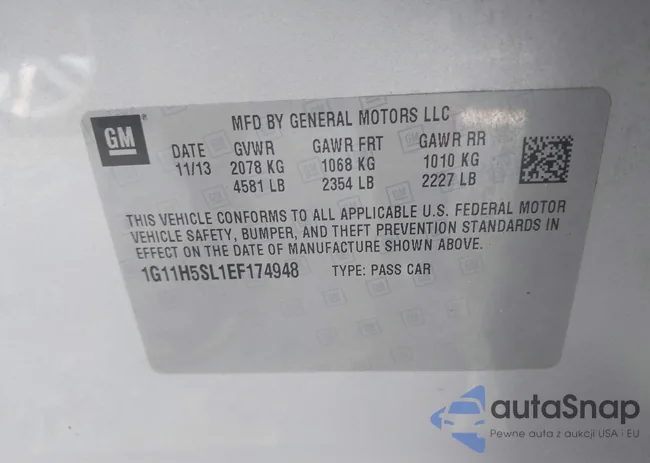 GM
MFD BY GENERAL MOTORS LLC
DATE GVWR GAWR FRT GAWR RR
11/13 2078 KG 1068 KG 1010 KG
4581 LB 2354 LB 2227 LB
THIS VEHICLE CONFORMS TO ALL APPLICABLE U.S. FEDERAL MOTOR
VEHICLE SAFETY, BUMPER, AND THEFT PREVENTION STANDARDS IN
EFFECT ON THE DATE OF MANUFACTURE SHOWN ABOVE.
1G11H5SL1EF174948 TYPE: PASS CAR
autaSnap
Pewne auta z aukcji USA i EU